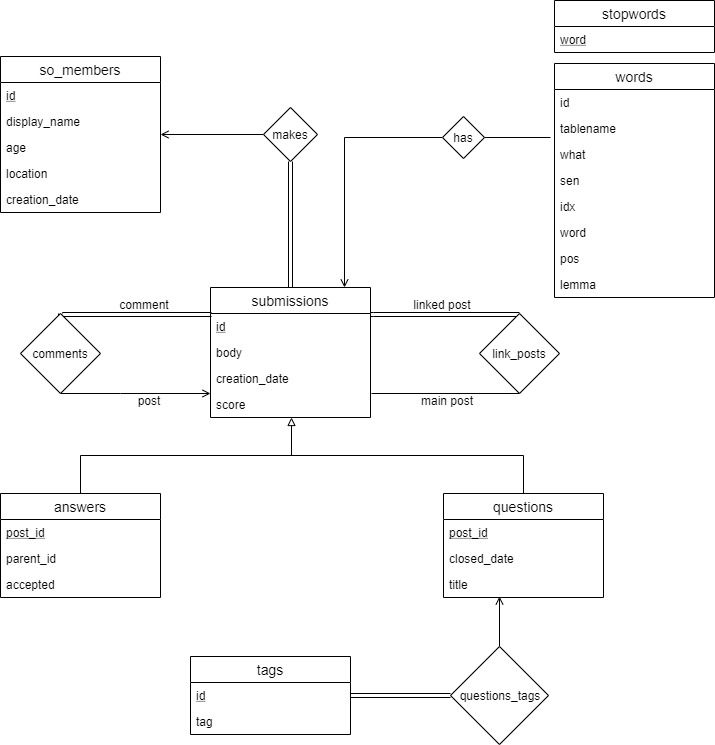 stopwords
word
so_members
id
display_name
age
location
creation_date
makes
has
words
id
tablename
what
sen
idx
word
pos
lemma
submissions
id
body
creation_date
score
comment
comments
post
linked post
link_posts
main post
answers
post_id
parent_id
accepted
questions
post_id
closed_date
title
tags
id
tag
questions_tags